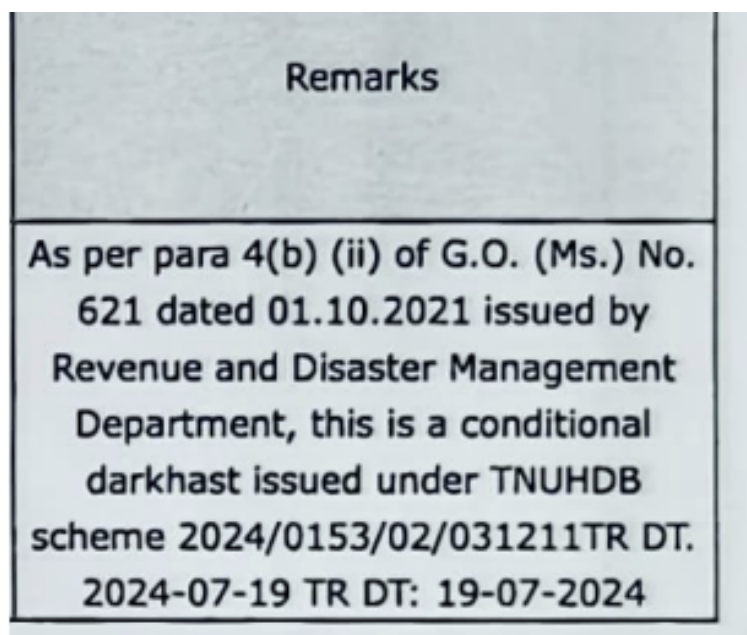 Remarks
As per para 4(b) (ii) of G.O. (Ms.) No.
621 dated 01.10.2021 issued by
Revenue and Disaster Management
Department, this is a conditional
darkhast issued under TNUHDB
scheme 2024/0153/02/031211TR DT.
2024-07-19 TR DT: 19-07-2024